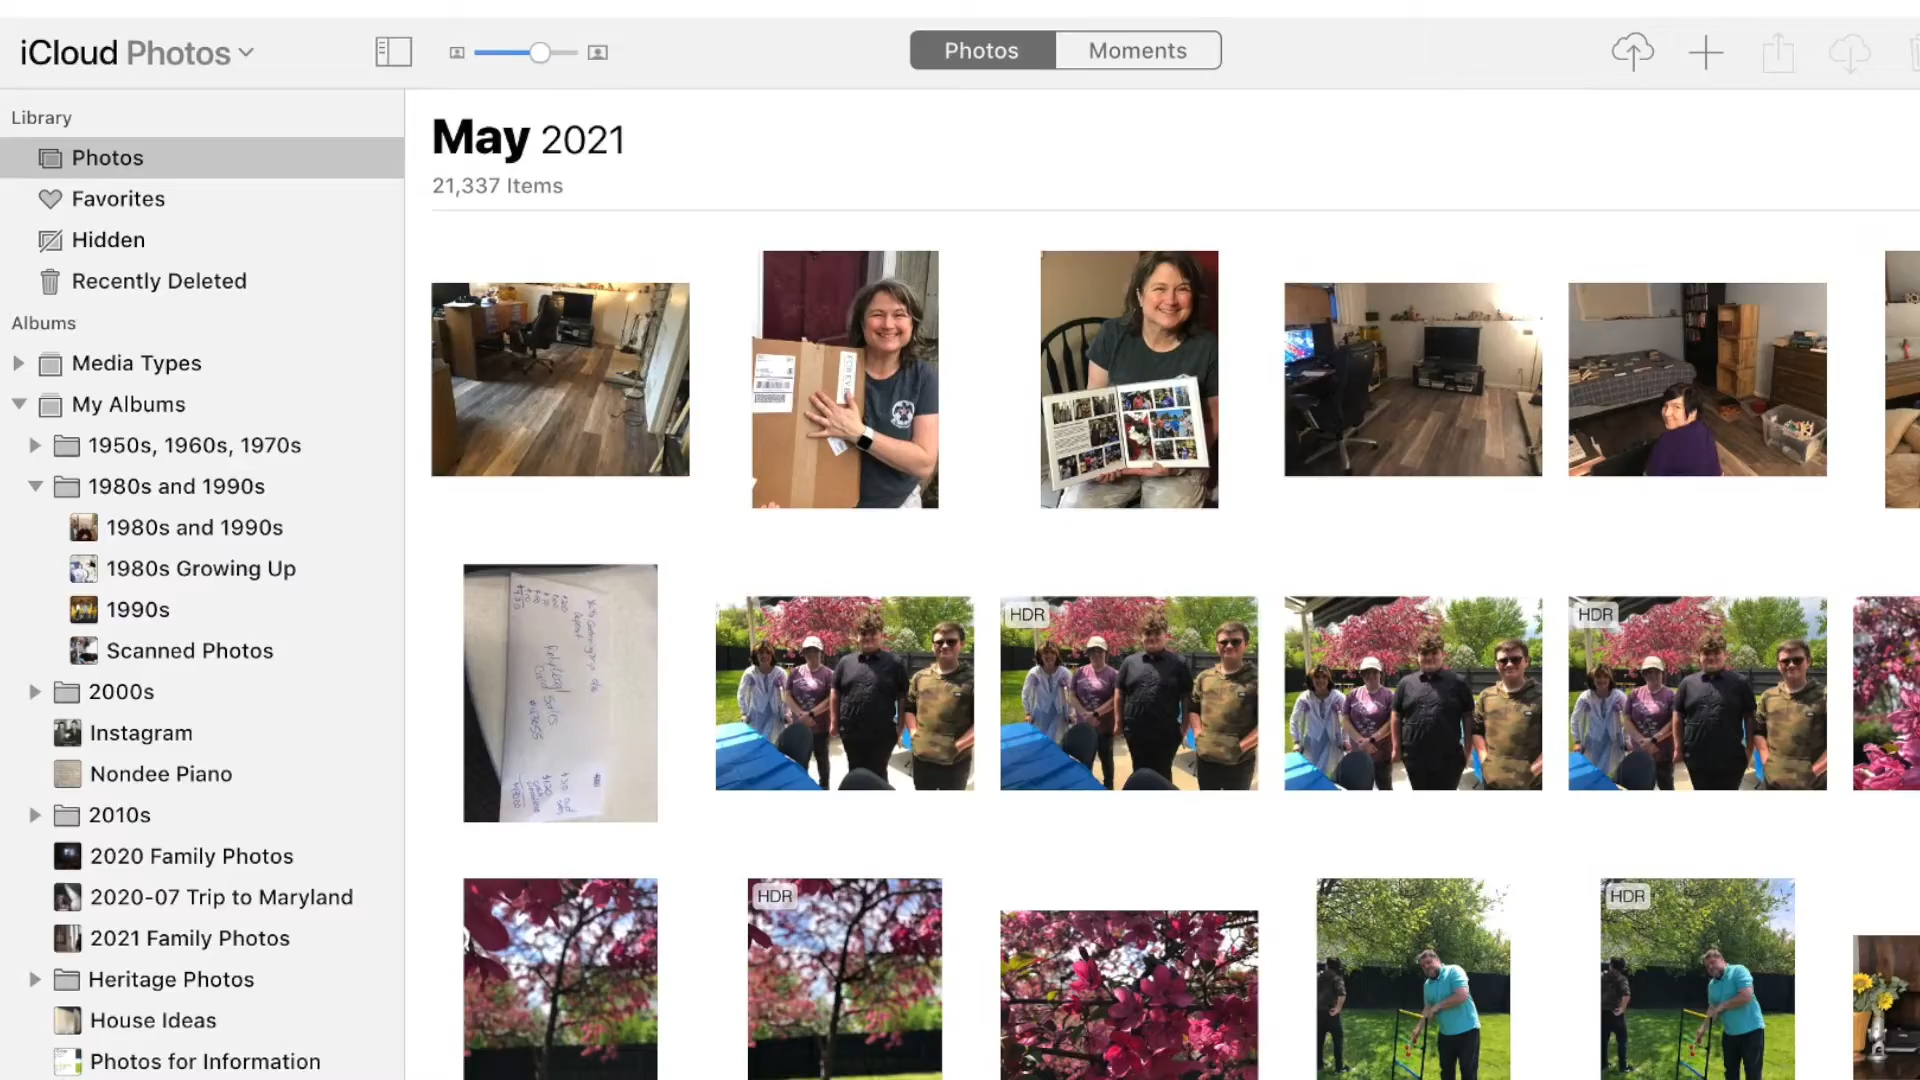 iCloud Photos
Photos
Moments
Library
Photos
Favorites
Hidden
Recently Deleted
Albums
Media Types
My Albums
1950s, 1960s, 1970s
1980s and 1990s
1980s and 1990s
1980s Growing Up
1990s
Scanned Photos
2000s
Instagram
Nondee Piano
2010s
2020 Family Photos
2020-07 Trip to Maryland
2021 Family Photos
Heritage Photos
House Ideas
Photos for Information
May 2021
21,337 Items
HDR
HDR
HDR
HDR